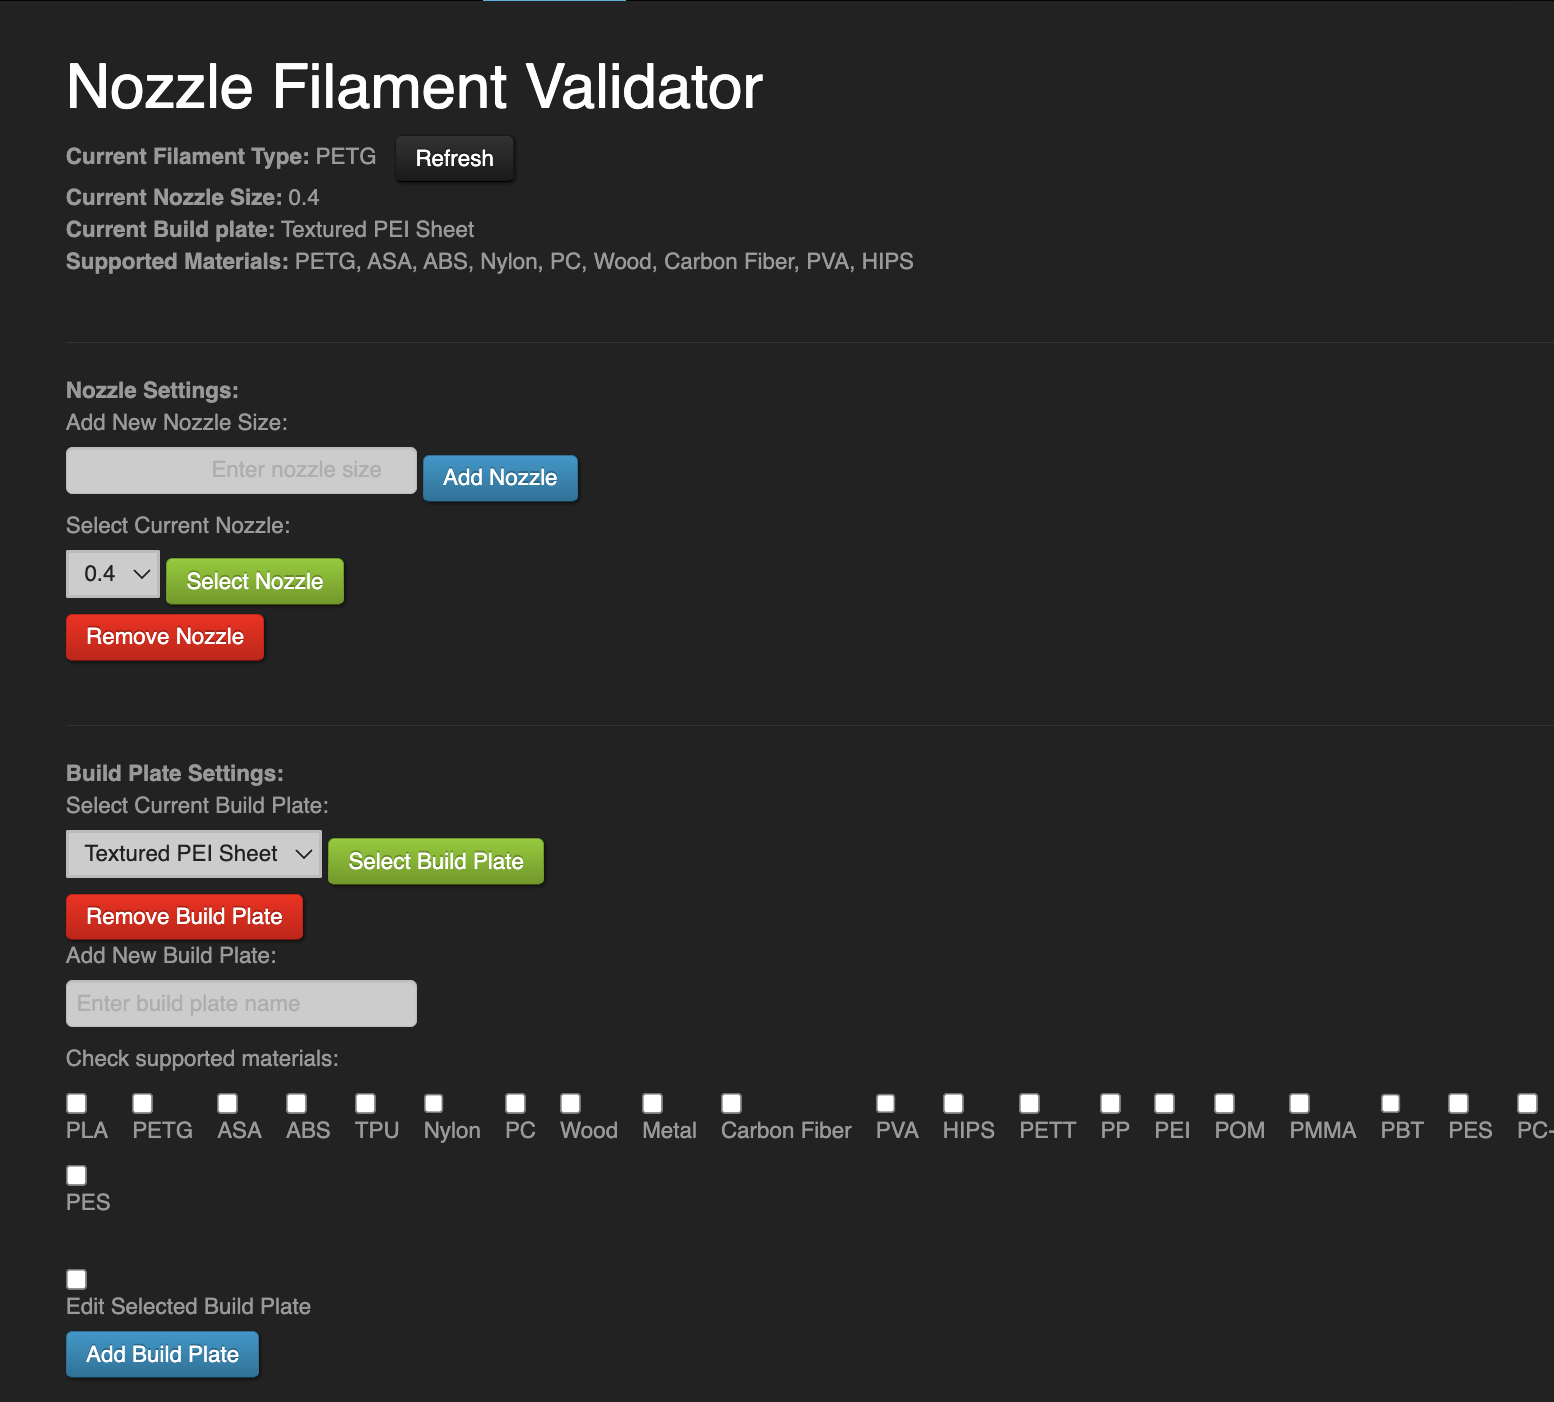 Nozzle Filament Validator
Current Filament Type: PETG Refresh
Current Nozzle Size: 0.4
Current Build plate: Textured PEI Sheet
Supported Materials: PETG, ASA, ABS, Nylon, PC, Wood, Carbon Fiber, PVA, HIPS
Nozzle Settings:
Add New Nozzle Size:
Enter nozzle size Add Nozzle
Select Current Nozzle:
0.4 Select Nozzle
Remove Nozzle
Build Plate Settings:
Select Current Build Plate:
Textured PEI Sheet Select Build Plate
Remove Build Plate
Add New Build Plate:
Enter build plate name
Check supported materials:
PLA PETG ASA ABS TPU Nylon PC Wood Metal Carbon Fiber PVA HIPS PETT PP PEI POM PMMA PBT PES PC-
PES
Edit Selected Build Plate
Add Build Plate